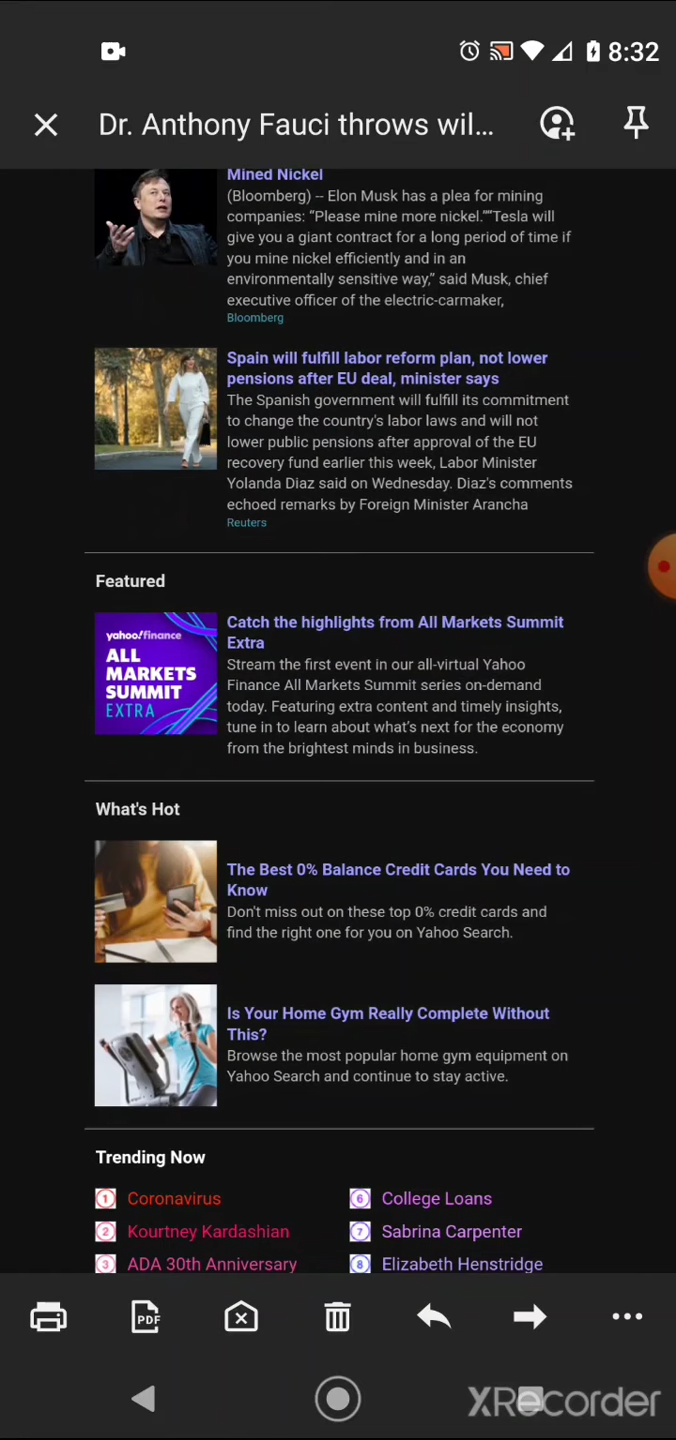 8:32
Dr. Anthony Fauci throws wil...
Mined Nickel
(Bloomberg) -- Elon Musk has a plea for mining
companies: “Please mine more nickel.”“Tesla will
give you a giant contract for a long period of time if
you mine nickel efficiently and in an
environmentally sensitive way,” said Musk, chief
executive officer of the electric-carmaker,
Bloomberg
Spain will fulfill labor reform plan, not lower
pensions after EU deal, minister says
The Spanish government will fulfill its commitment
to change the country's labor laws and will not
lower public pensions after approval of the EU
recovery fund earlier this week, Labor Minister
Yolanda Diaz said on Wednesday. Diaz's comments
echoed remarks by Foreign Minister Arancha
Reuters
Featured
yahoo!finance
ALL
MARKETS
SUMMIT
EXTRA
Catch the highlights from All Markets Summit
Extra
Stream the first event in our all-virtual Yahoo
Finance All Markets Summit series on-demand
today. Featuring extra content and timely insights,
tune in to learn about what’s next for the economy
from the brightest minds in business.
What's Hot
The Best 0% Balance Credit Cards You Need to
Know
Don't miss out on these top 0% credit cards and
find the right one for you on Yahoo Search.
Is Your Home Gym Really Complete Without
This?
Browse the most popular home gym equipment on
Yahoo Search and continue to stay active.
Trending Now
1 Coronavirus
6 College Loans
2 Kourtney Kardashian
7 Sabrina Carpenter
3 ADA 30th Anniversary
8 Elizabeth Henstridge
PDF
XRecorder